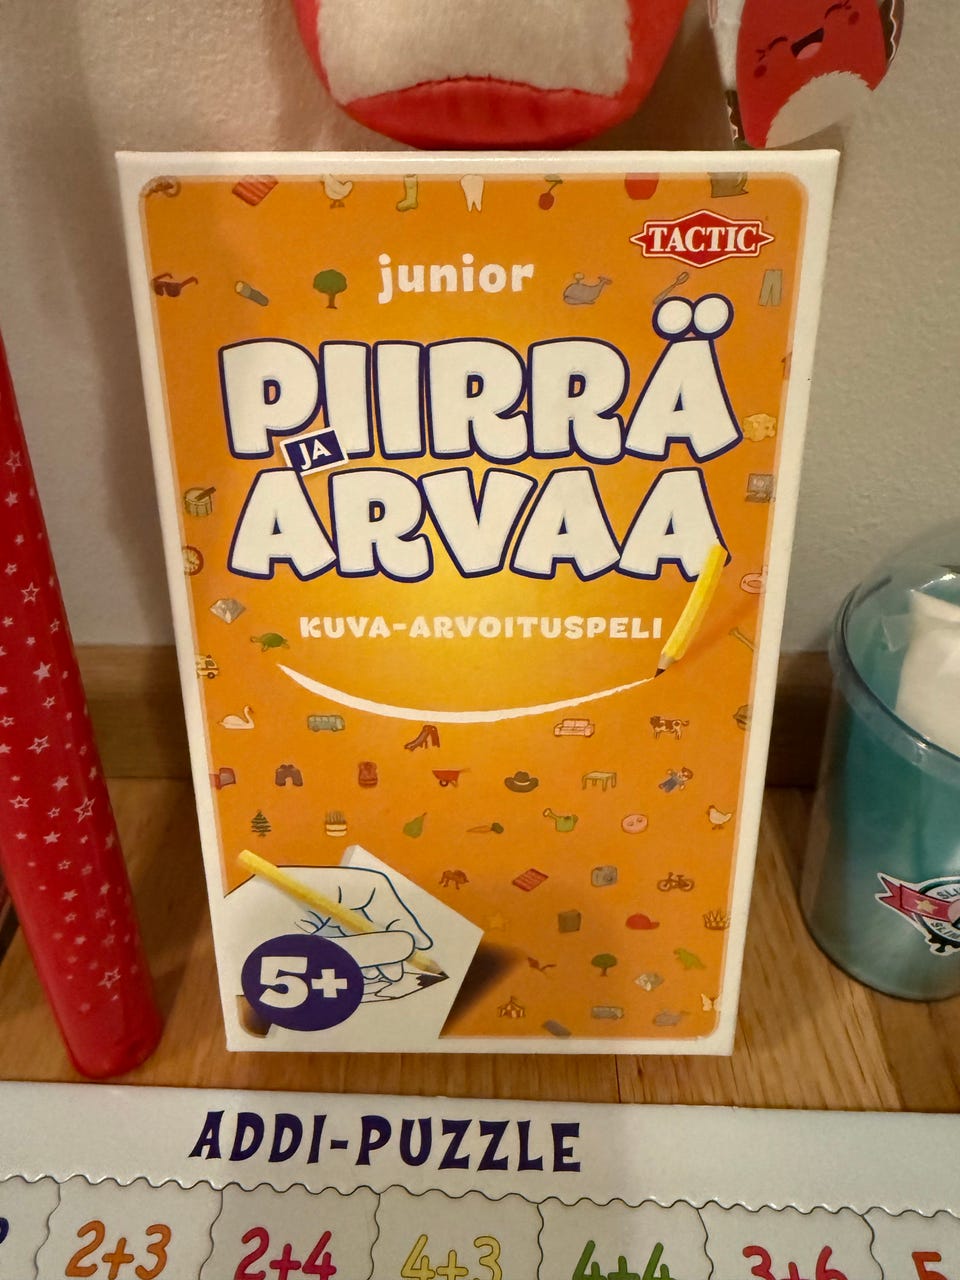 TACTIC
junior
PIIRRÄ
JA
ARVAA
KUVA-ARVOITUSPELI
5+
ADDI-PUZZLE
2+3
2+4
4+3
4+4
3+6